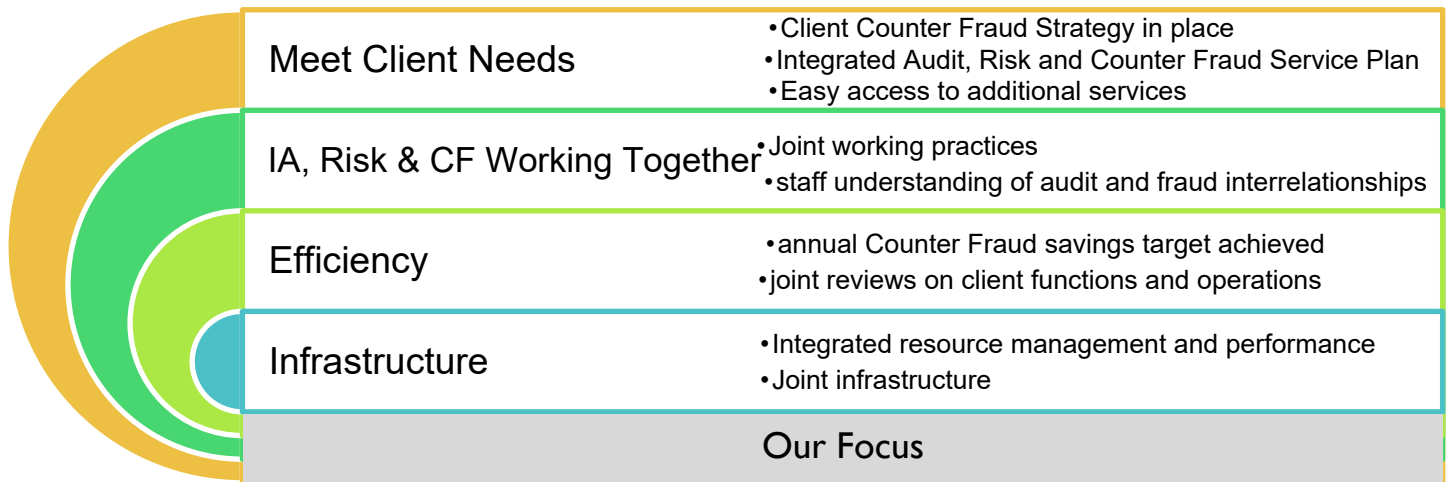 Meet Client Needs
•Client Counter Fraud Strategy in place
•Integrated Audit, Risk and Counter Fraud Service Plan
•Easy access to additional services
IA, Risk & CF Working Together
•Joint working practices
•staff understanding of audit and fraud interrelationships
Efficiency
•annual Counter Fraud savings target achieved
•joint reviews on client functions and operations
Infrastructure
•Integrated resource management and performance
•Joint infrastructure
Our Focus